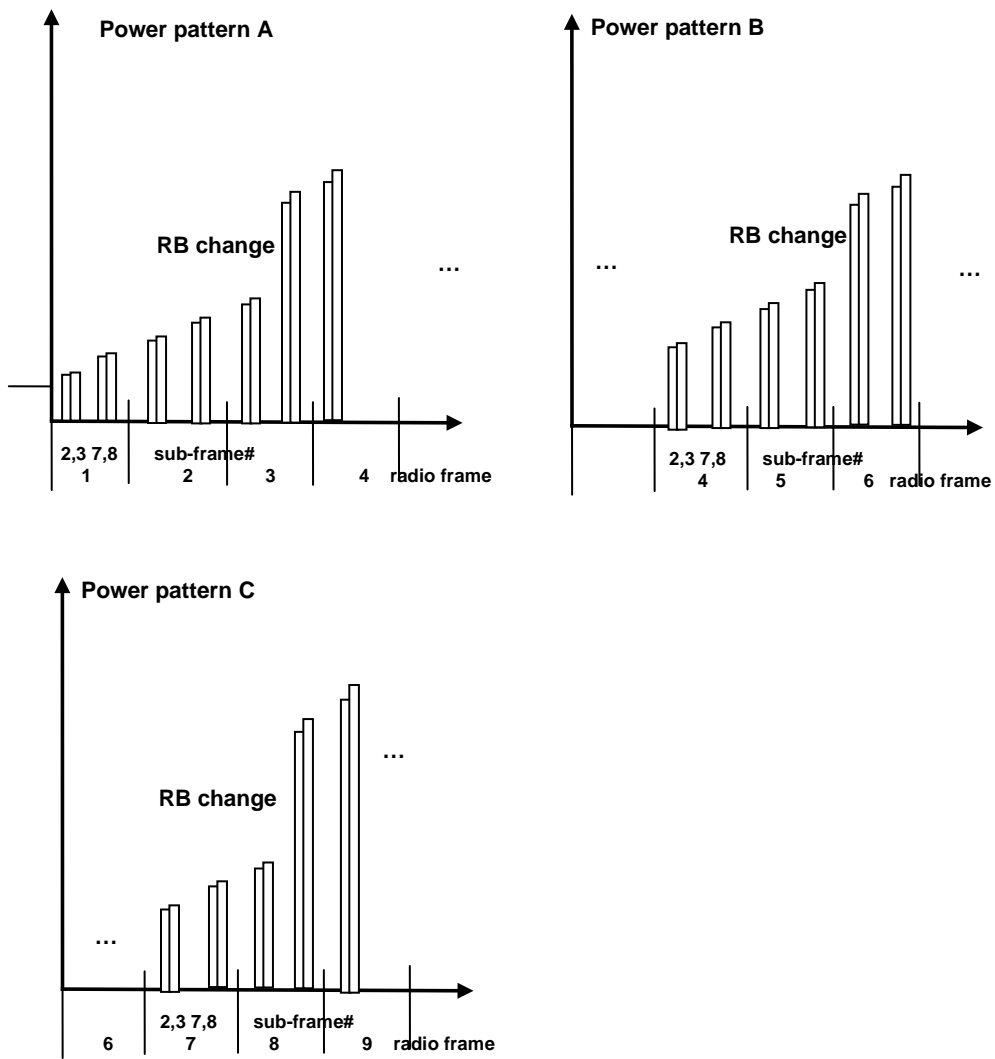 Power pattern A
RB change
…
2,3 7,8 sub-frame#
1 2 3 4 radio frame
Power pattern B
RB change
… …
2,3 7,8 sub-frame#
4 5 6 radio frame
Power pattern C
…
RB change
…
2,3 7,8 sub-frame#
6 7 8 9 radio frame